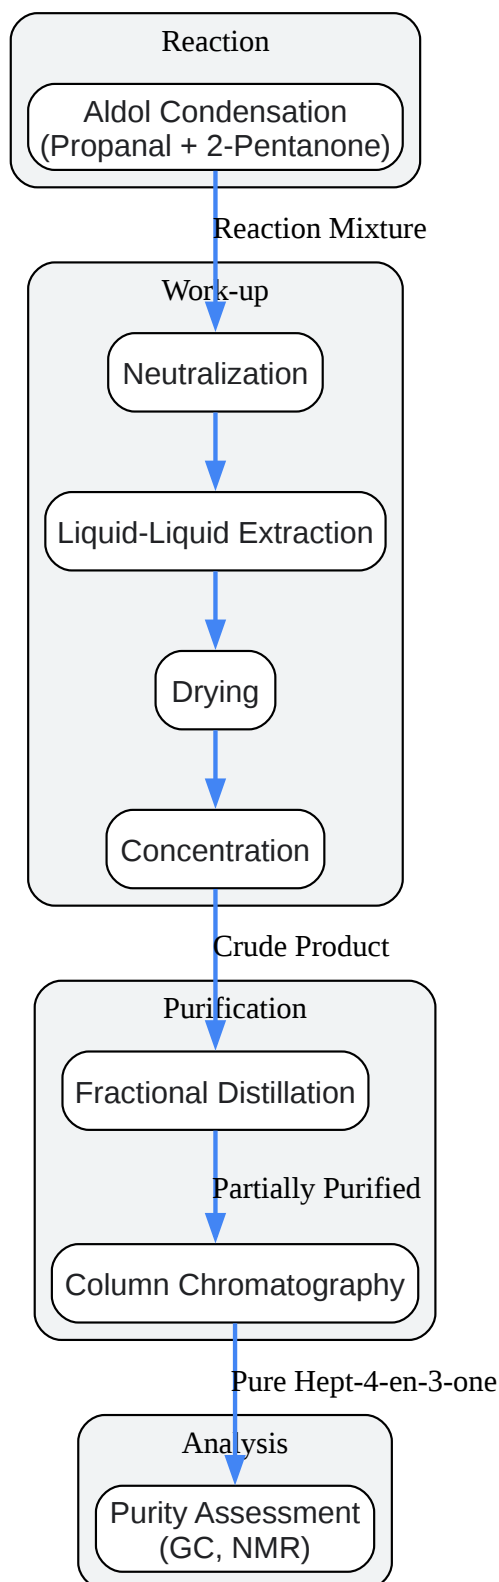 Reaction
Aldol Condensation
(Propanal + 2-Pentanone)
Reaction Mixture
Work-up
Neutralization
Liquid-Liquid Extraction
Drying
Concentration
Crude Product
Purification
Fractional Distillation
Partially Purified
Column Chromatography
Pure Hept-4-en-3-one
Analysis
Purity Assessment
(GC, NMR)